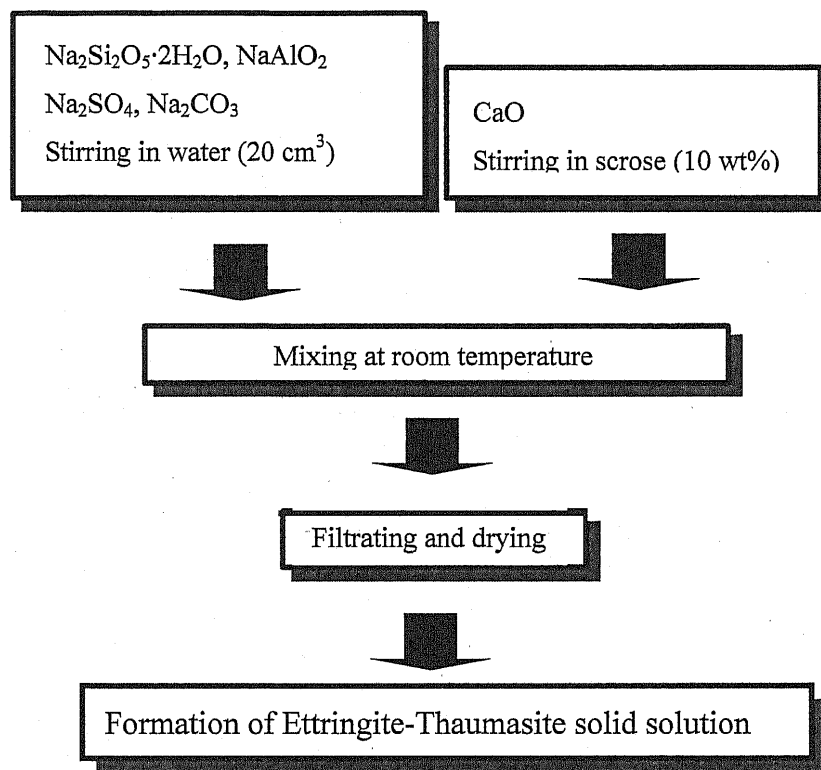 Na₂Si₂O₅·2H₂O, NaAlO₂
Na₂SO₄, Na₂CO₃
Stirring in water (20 cm³)
CaO
Stirring in scrose (10 wt%)
Mixing at room temperature
Filtrating and drying
Formation of Ettringite-Thaumasite solid solution